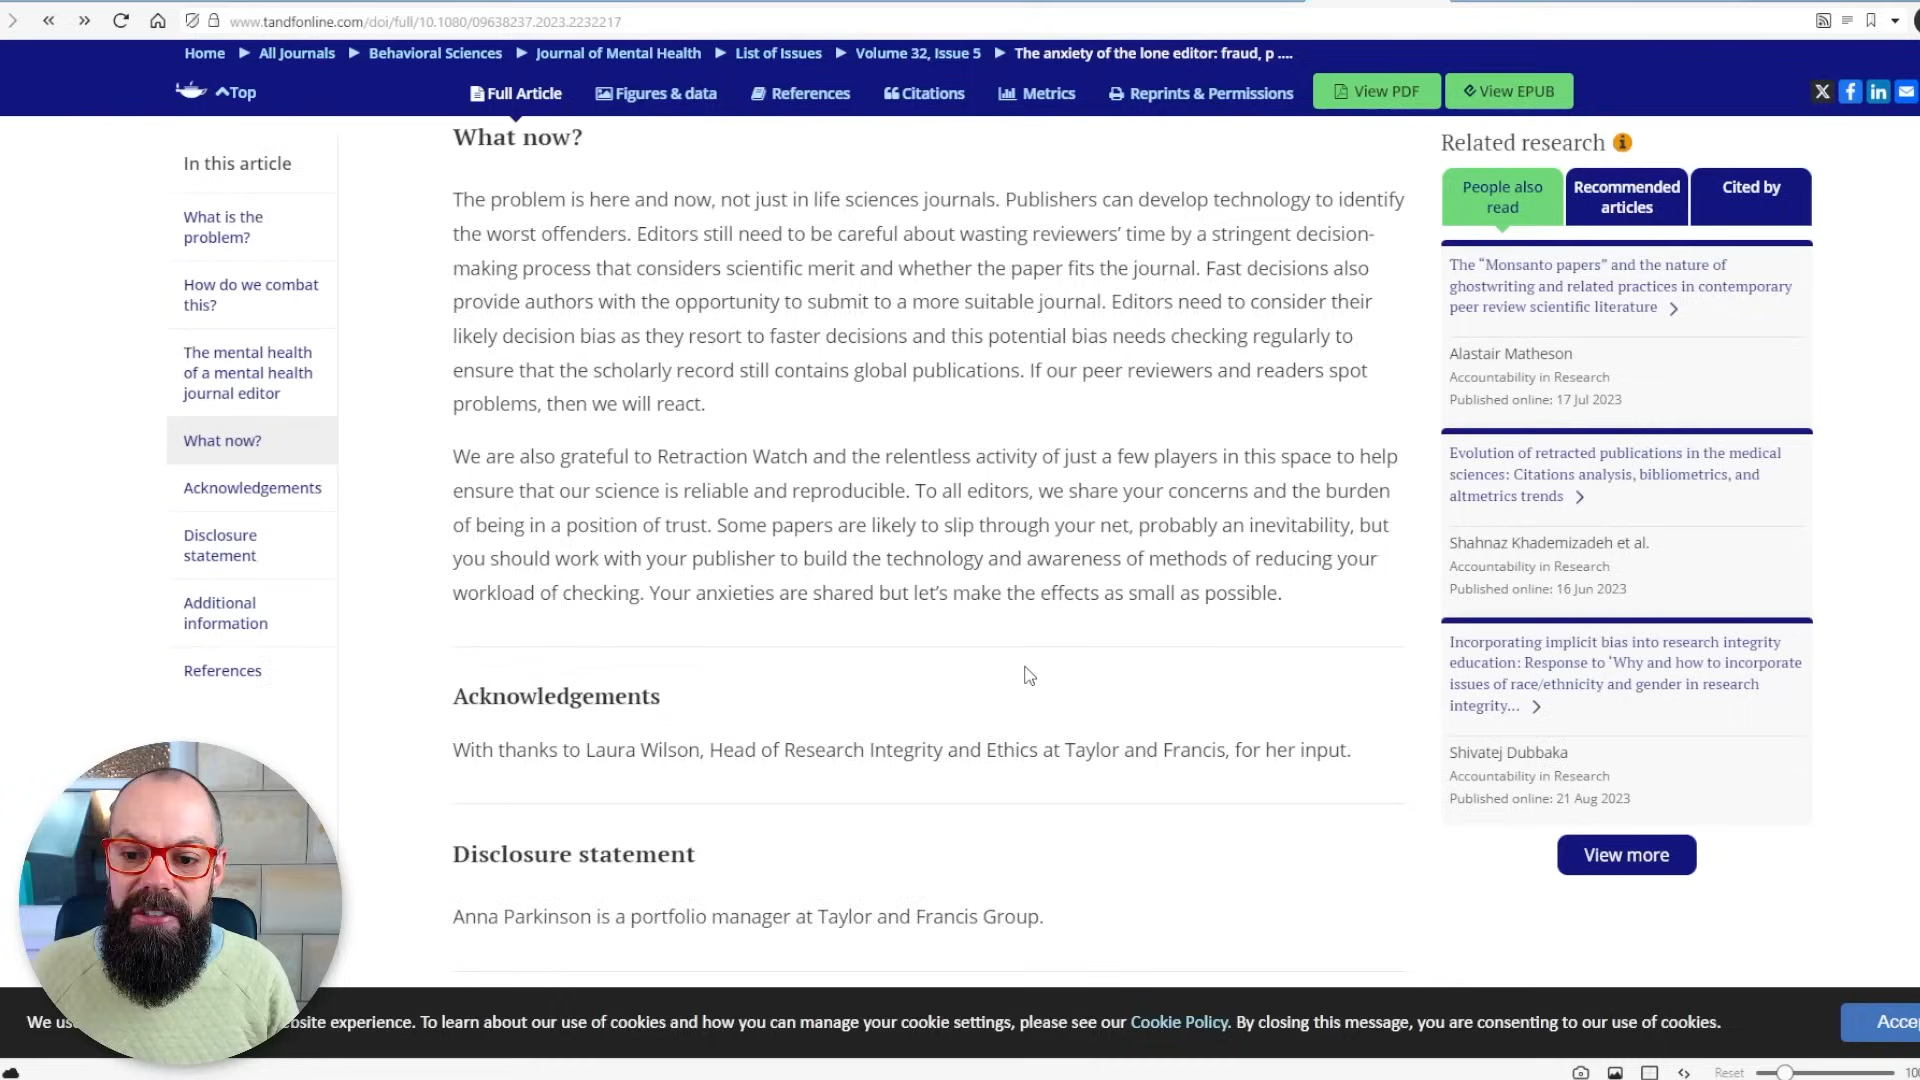 www.tandfonline.com/doi/full/10.1080/09638237.2023.2232217
Home ▶ All Journals ▶ Behavioral Sciences ▶ Journal of Mental Health ▶ List of Issues ▶ Volume 32, Issue 5 ▶ The anxiety of the lone editor: fraud, p ....
Top
Full Article Figures & data References Citations Metrics Reprints & Permissions View PDF View EPUB
In this article
What is the
problem?
How do we combat
this?
The mental health
of a mental health
journal editor
What now?
Acknowledgements
Disclosure
statement
Additional
information
References
What now?
The problem is here and now, not just in life sciences journals. Publishers can develop technology to identify
the worst offenders. Editors still need to be careful about wasting reviewers’ time by a stringent decision-
making process that considers scientific merit and whether the paper fits the journal. Fast decisions also
provide authors with the opportunity to submit to a more suitable journal. Editors need to consider their
likely decision bias as they resort to faster decisions and this potential bias needs checking regularly to
ensure that the scholarly record still contains global publications. If our peer reviewers and readers spot
problems, then we will react.
We are also grateful to Retraction Watch and the relentless activity of just a few players in this space to help
ensure that our science is reliable and reproducible. To all editors, we share your concerns and the burden
of being in a position of trust. Some papers are likely to slip through your net, probably an inevitability, but
you should work with your publisher to build the technology and awareness of methods of reducing your
workload of checking. Your anxieties are shared but let’s make the effects as small as possible.
Acknowledgements
With thanks to Laura Wilson, Head of Research Integrity and Ethics at Taylor and Francis, for her input.
Disclosure statement
Anna Parkinson is a portfolio manager at Taylor and Francis Group.
Related research
People also
read
Recommended
articles
Cited by
The “Monsanto papers” and the nature of
ghostwriting and related practices in contemporary
peer review scientific literature
Alastair Matheson
Accountability in Research
Published online: 17 Jul 2023
Evolution of retracted publications in the medical
sciences: Citations analysis, bibliometrics, and
altmetrics trends
Shahnaz Khademizadeh et al.
Accountability in Research
Published online: 16 Jun 2023
Incorporating implicit bias into research integrity
education: Response to ‘Why and how to incorporate
issues of race/ethnicity and gender in research
integrity...
Shivatej Dubbaka
Accountability in Research
Published online: 21 Aug 2023
View more
We us bsite experience. To learn about our use of cookies and how you can manage your cookie settings, please see our Cookie Policy. By closing this message, you are consenting to our use of cookies.
Accep
Reset 100